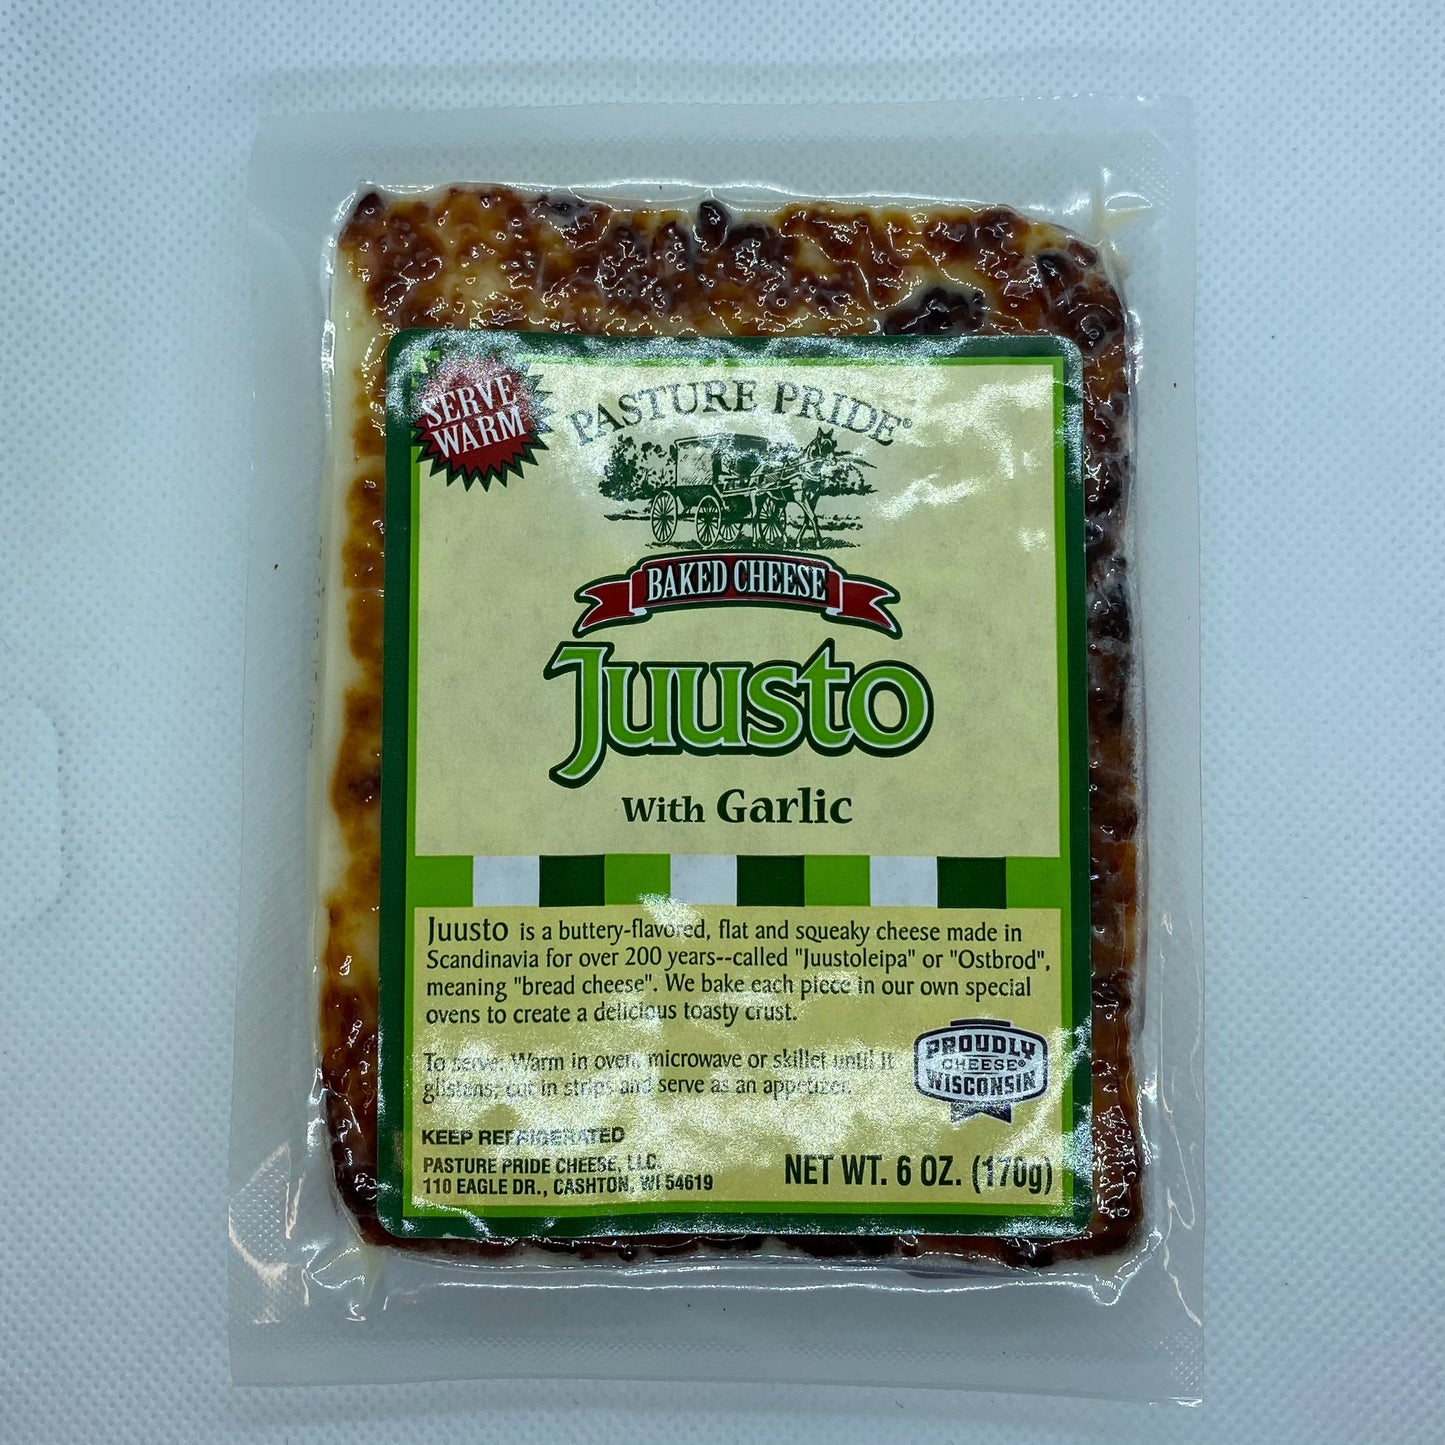 SERVE
WARM
PASTURE PRIDE®
BAKED CHEESE
Juusto
With Garlic
Juusto is a buttery-flavored, flat and squeaky cheese made in
Scandinavia for over 200 years--called "Juustoleipa" or "Ostbrod",
meaning "bread cheese". We bake each piece in our own special
ovens to create a delicious toasty crust.
To serve: Warm in oven, microwave or skillet until it
glistens; cut in strips and serve as an appetizer.
PROUDLY
CHEESE®
WISCONSIN
KEEP REFRIGERATED
PASTURE PRIDE CHEESE, LLC.
110 EAGLE DR., CASHTON, WI 54619
NET WT. 6 OZ. (170g)